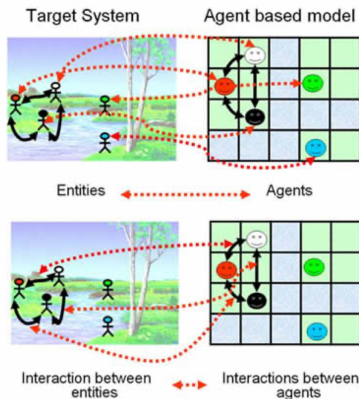 Target System
Agent based model
Entities
Agents
Interaction between
entities
Interactions between
agents